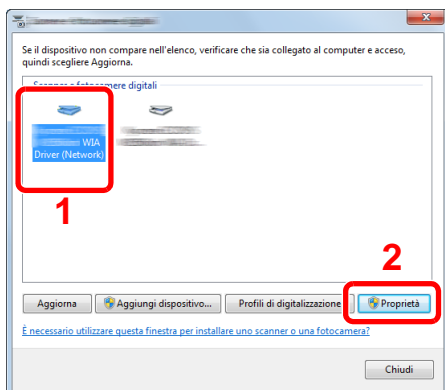 Se il dispositivo non compare nell'elenco, verificare che sia collegato al computer e acceso,
quindi scegliere Aggiorna.
Scanner e fotocamere digitali
WIA
Driver (Network)
1
2
Aggiorna
Aggiungi dispositivo...
Profili di digitalizzazione
Proprietà
È necessario utilizzare questa finestra per installare uno scanner o una fotocamera?
Chiudi